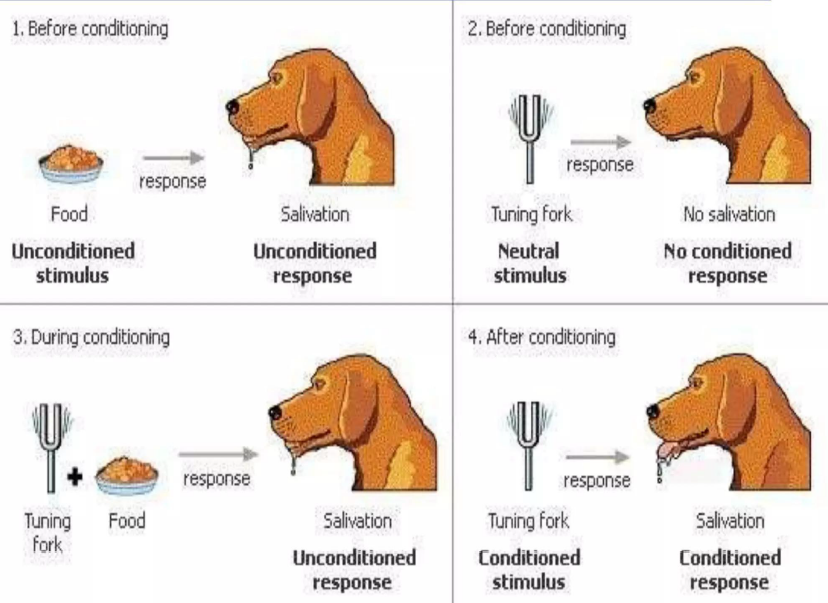 1. Before conditioning
response
Food
Salivation
Unconditioned
stimulus
Unconditioned
response
2. Before conditioning
response
Tuning fork
No salivation
Neutral
stimulus
No conditioned
response
3. During conditioning
+
response
Tuning
fork
Food
Salivation
Unconditioned
response
4. After conditioning
response
Tuning fork
Salivation
Conditioned
stimulus
Conditioned
response